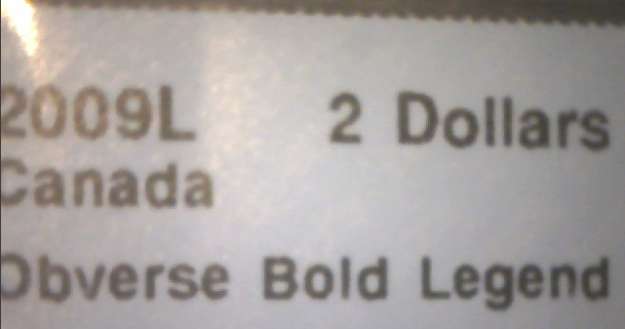 2009L 2 Dollars
Canada
Obverse Bold Legend